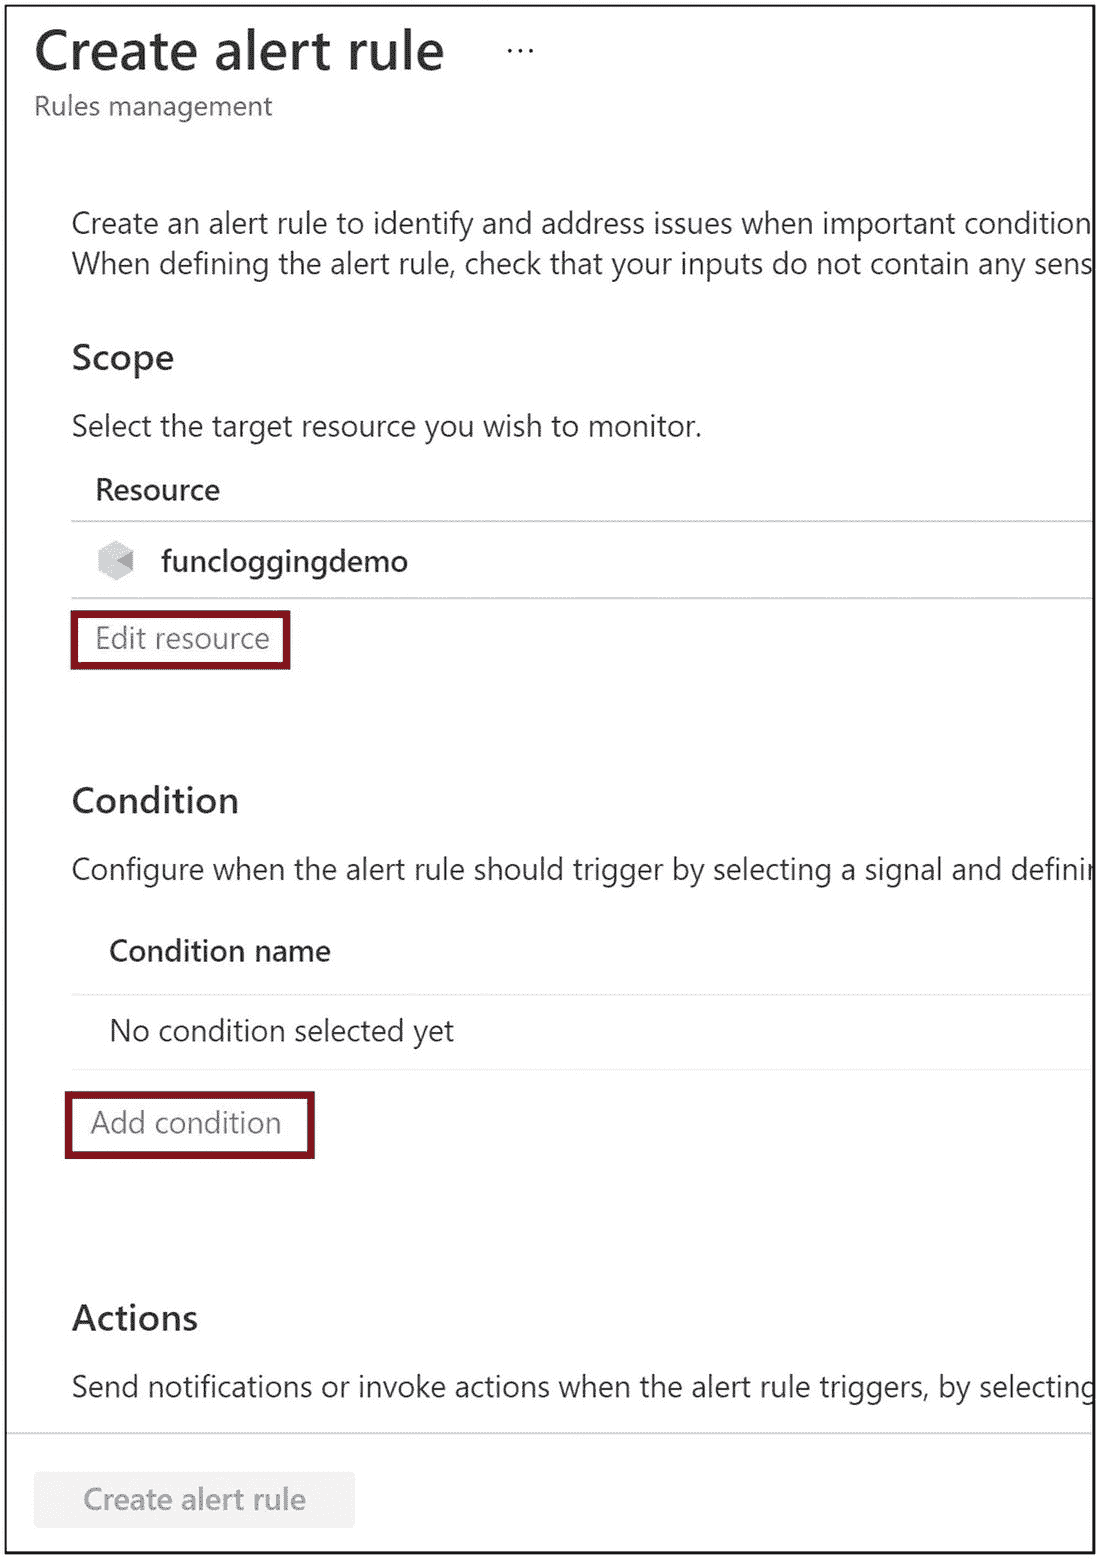 Create alert rule ...
Rules management
Create an alert rule to identify and address issues when important condition
When defining the alert rule, check that your inputs do not contain any sens
Scope
Select the target resource you wish to monitor.
Resource
funcloggingdemo
Edit resource
Condition
Configure when the alert rule should trigger by selecting a signal and defini
Condition name
No condition selected yet
Add condition
Actions
Send notifications or invoke actions when the alert rule triggers, by selecting
Create alert rule